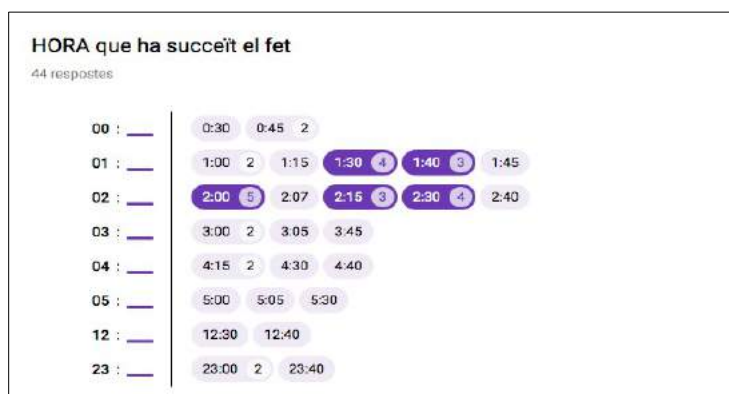 HORA que ha succeït el fet
44 respostes
00 : 0:30 0:45 2
01 : 1:00 2 1:15 1:30 4 1:40 3 1:45
02 : 2:00 5 2:07 2:15 3 2:30 4 2:40
03 : 3:00 2 3:05 3:45
04 : 4:15 2 4:30 4:40
05 : 5:00 5:05 5:30
12 : 12:30 12:40
23 : 23:00 2 23:40